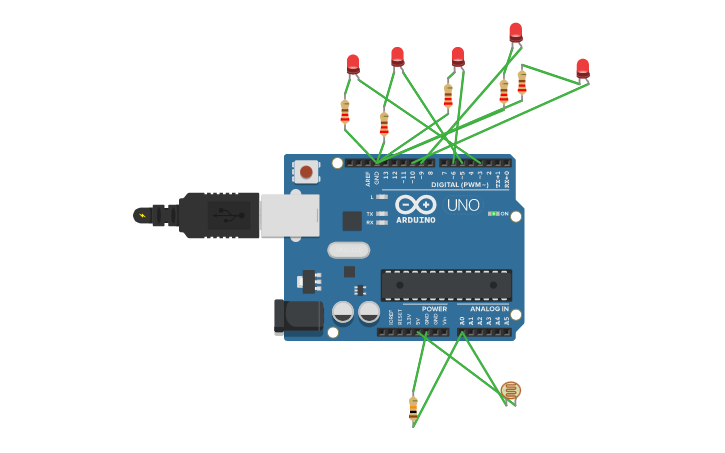 AREF
GND
13
12
~11
~10
~9
8
7
~6
~5
4
~3
2
TX→1
RX←0
DIGITAL (PWM~)
L
TX
RX
UNO
ARDUINO
ON
POWER
ANALOG IN
IOREF
RESET
3.3V
5V
GND
GND
Vin
A0
A1
A2
A3
A4
A5